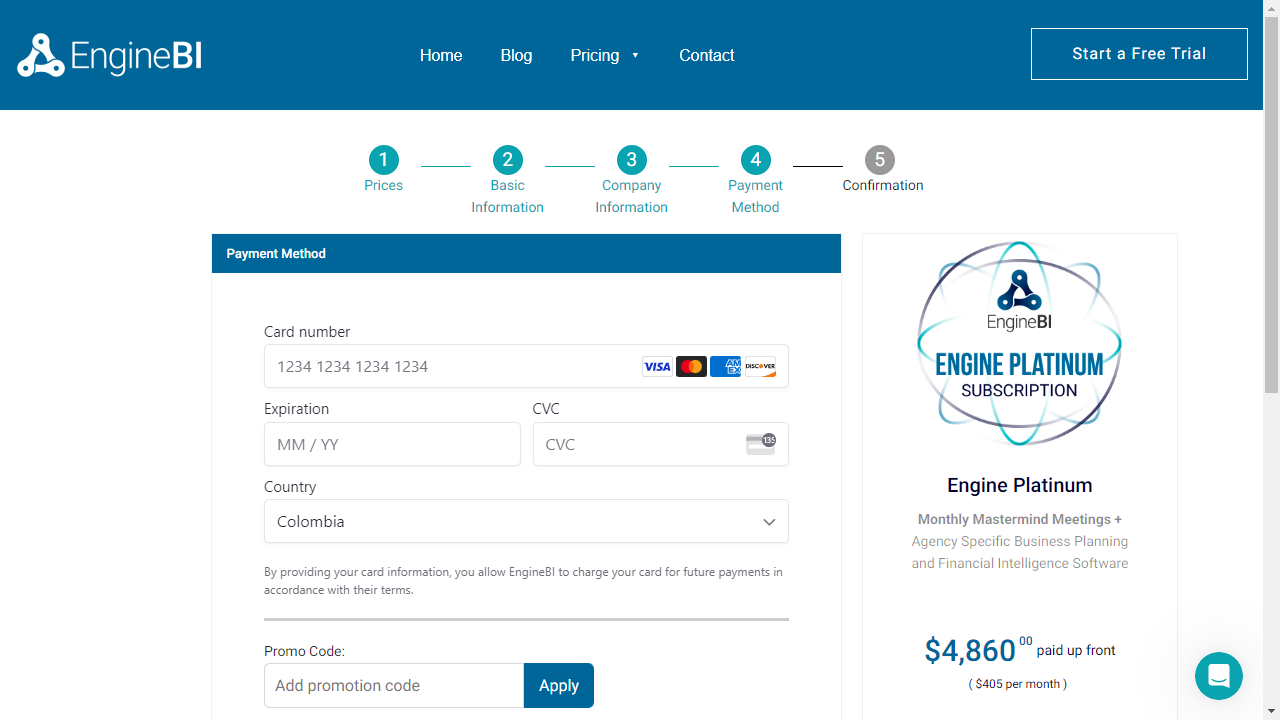 EngineBI
Home
Blog
Pricing
Contact
Start a Free Trial
1
Prices
2
Basic
Information
3
Company
Information
4
Payment
Method
5
Confirmation
Payment Method
Card number
1234 1234 1234 1234
VISA
AM
EX
DISCOVER
Expiration
CVC
MM / YY
CVC
135
Country
Colombia
By providing your card information, you allow EngineBI to charge your card for future payments in
accordance with their terms.
Promo Code:
Add promotion code
Apply
EngineBI
ENGINE PLATINUM
SUBSCRIPTION
Engine Platinum
Monthly Mastermind Meetings +
Agency Specific Business Planning
and Financial Intelligence Software
$4,860 00 paid up front
( $405 per month )